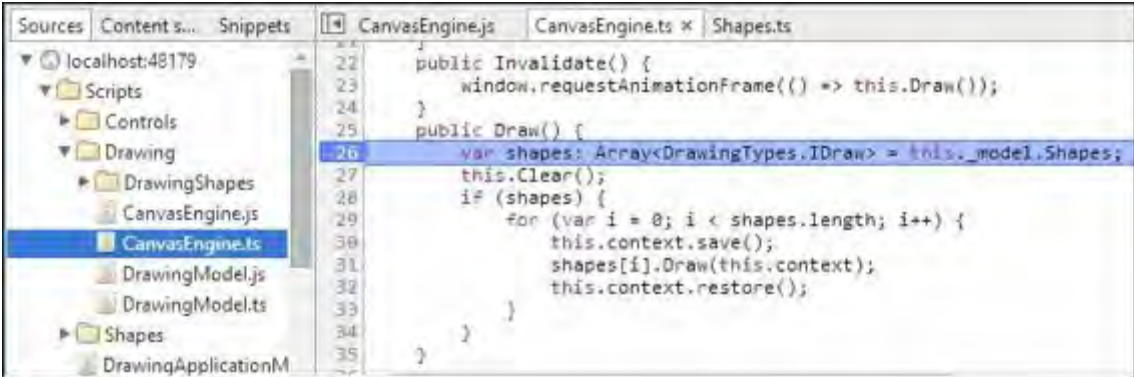 Sources Content s... Snippets
CanvasEngine.js CanvasEngine.ts × Shapes.ts
localhost:48179
Scripts
Controls
Drawing
DrawingShapes
CanvasEngine.js
CanvasEngine.ts
DrawingModel.js
DrawingModel.ts
Shapes
DrawingApplicationM
22 public Invalidate() {
23 window.requestAnimationFrame(() => this.Draw());
24 }
25 public Draw() {
26 var shapes: Array<DrawingTypes.IDraw> = this._model.Shapes;
27 this.Clear();
28 if (shapes) {
29 for (var i = 0; i < shapes.length; i++) {
30 this.context.save();
31 shapes[i].Draw(this.context);
32 this.context.restore();
33 }
34 }
35 }